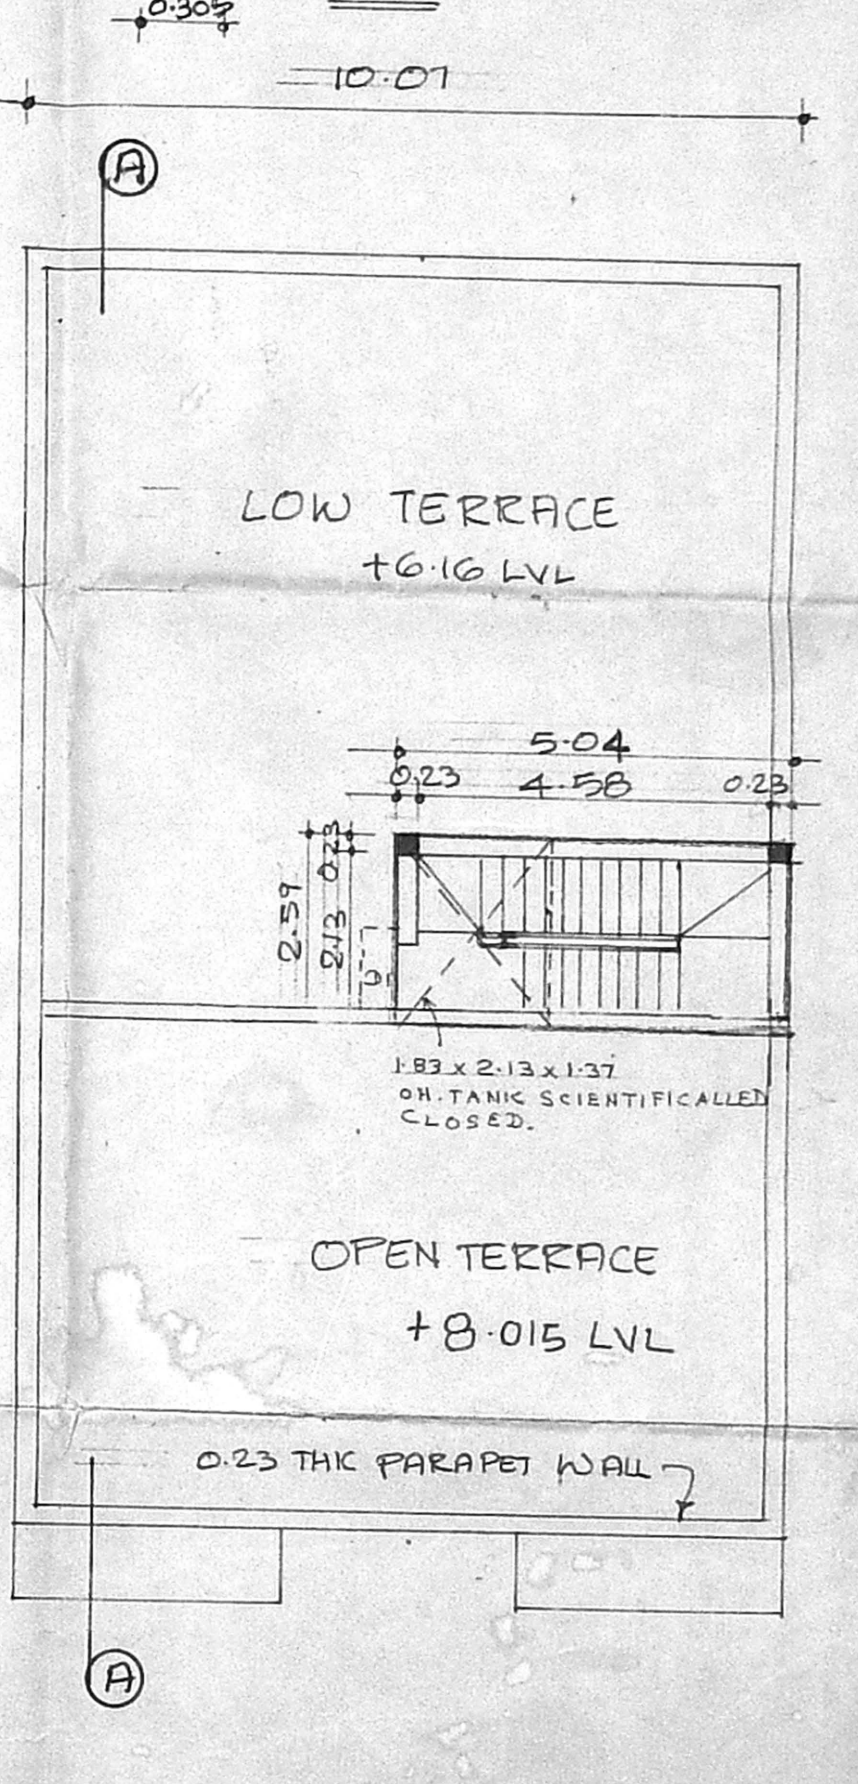 0.305
10.07
A
LOW TERRACE
+6.16 LVL
5.04
0.23 4.58 0.23
0.23
2.59
2.13
1.83 x 2.13 x 1.37
OH. TANK SCIENTIFICALLED
CLOSED.
OPEN TERRACE
+8.015 LVL
0.23 THK PARAPET WALL
A